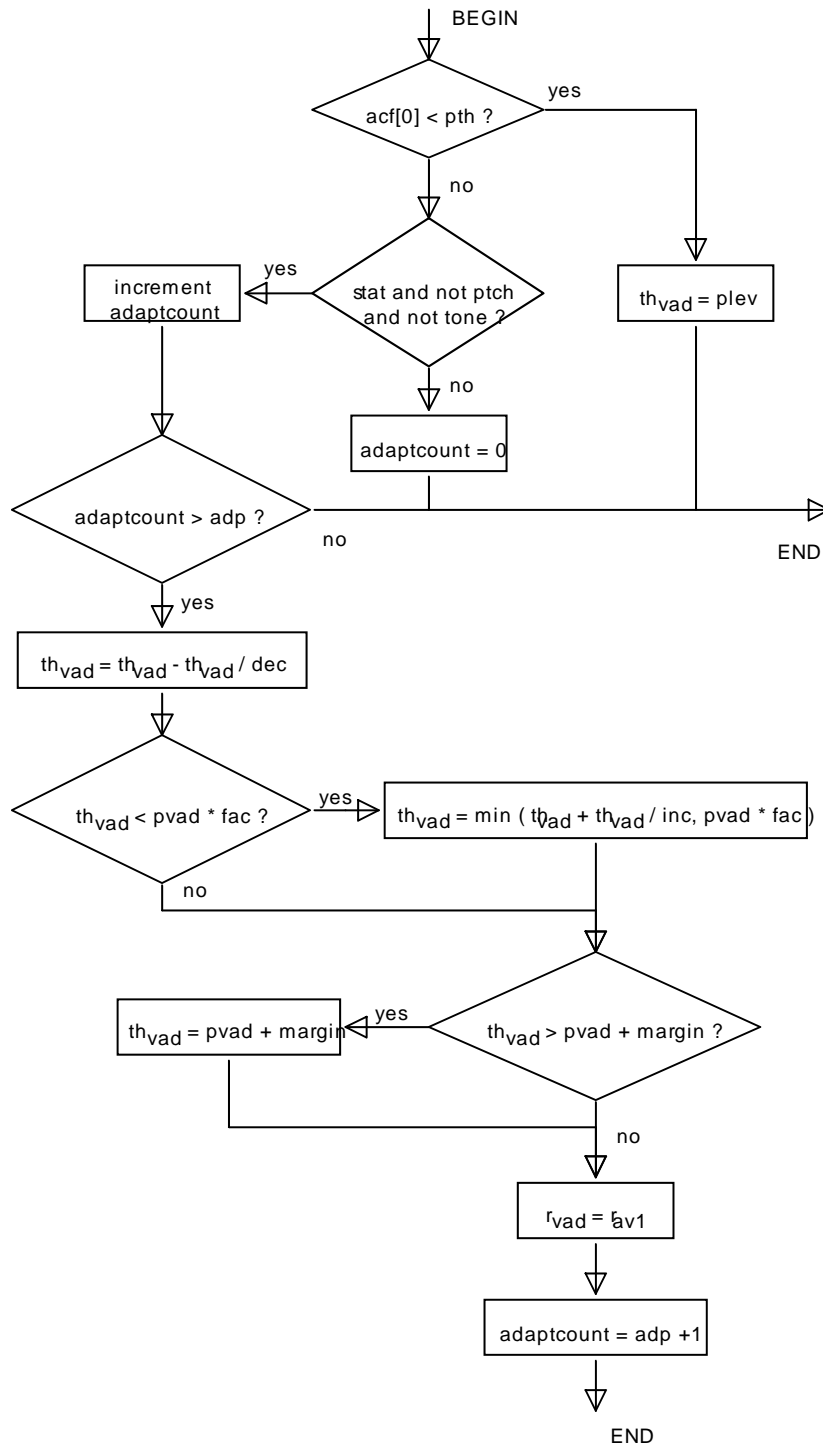 BEGIN
acf[0] < pth ?
yes
no
yes
increment
adaptcount
stat and not ptch
and not tone ?
th_vad = plev
no
adaptcount = 0
adaptcount > adp ?
no
END
yes
th_vad = th_vad - th_vad / dec
th_vad < pvad * fac ?
yes
th_vad = min ( th_vad + th_vad / inc, pvad * fac )
no
th_vad = pvad + margin
yes
th_vad > pvad + margin ?
no
r_vad = r_av1
adaptcount = adp +1
END